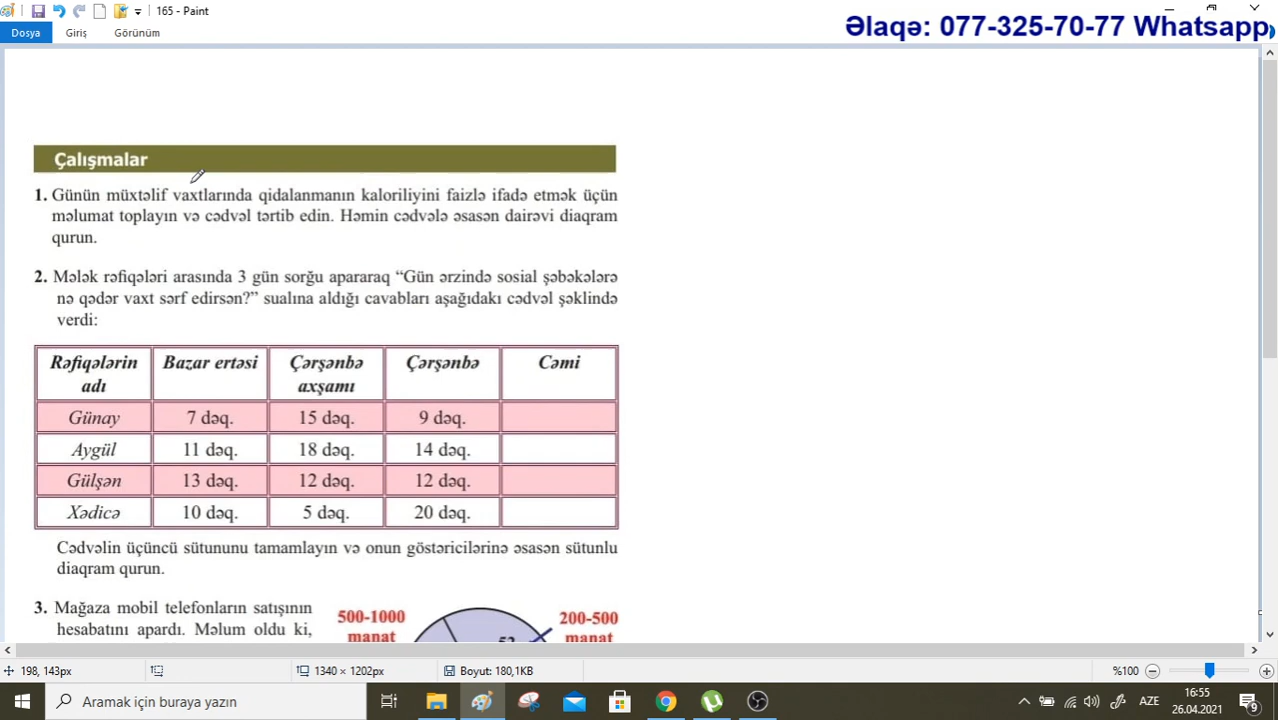 165 - Paint
Əlaqə: 077-325-70-77 Whatsapp
Dosya Giriş Görünüm
Çalışmalar
1. Günün müxtəlif vaxtlarında qidalanmanın kaloriliyini faizlə ifadə etmək üçün
məlumat toplayın və cədvəl tərtib edin. Həmin cədvələ əsasən dairəvi diaqram
qurun.
2. Mələk rəfiqələri arasında 3 gün sorğu apararaq “Gün ərzində sosial şəbəkələrə
nə qədər vaxt sərf edirsən?” sualına aldığı cavabları aşağıdakı cədvəl şəklində
verdi:
Rəfiqələrin adı Bazar ertəsi Çərşənbə axşamı Çərşənbə Cəmi
Günay 7 dəq. 15 dəq. 9 dəq.
Aygül 11 dəq. 18 dəq. 14 dəq.
Gülşən 13 dəq. 12 dəq. 12 dəq.
Xədicə 10 dəq. 5 dəq. 20 dəq.
Cədvəlin üçüncü sütununu tamamlayın və onun göstəricilərinə əsasən sütunlu
diaqram qurun.
3. Mağaza mobil telefonların satışının
hesabatını apardı. Məlum oldu ki,
500-1000
manat
200-500
manat
198, 143px 1340 × 1202px Boyut: 180,1KB %100
Aramak için buraya yazın
AZE
16:55
26.04.2021
9